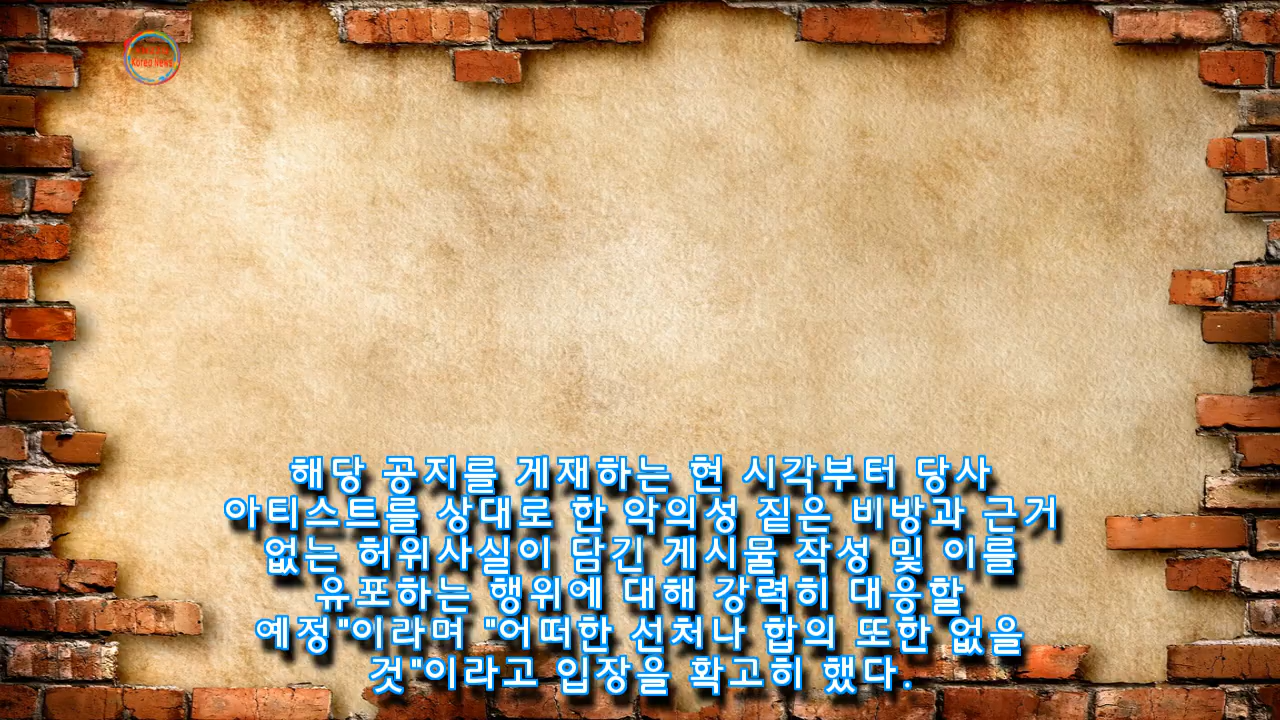 Korea News
해당 공지를 게재하는 현 시각부터 당사
아티스트를 상대로 한 악의성 짙은 비방과 근거
없는 허위사실이 담긴 게시물 작성 및 이를
유포하는 행위에 대해 강력히 대응할
예정"이라며 "어떠한 선처나 합의 또한 없을
것"이라고 입장을 확고히 했다.